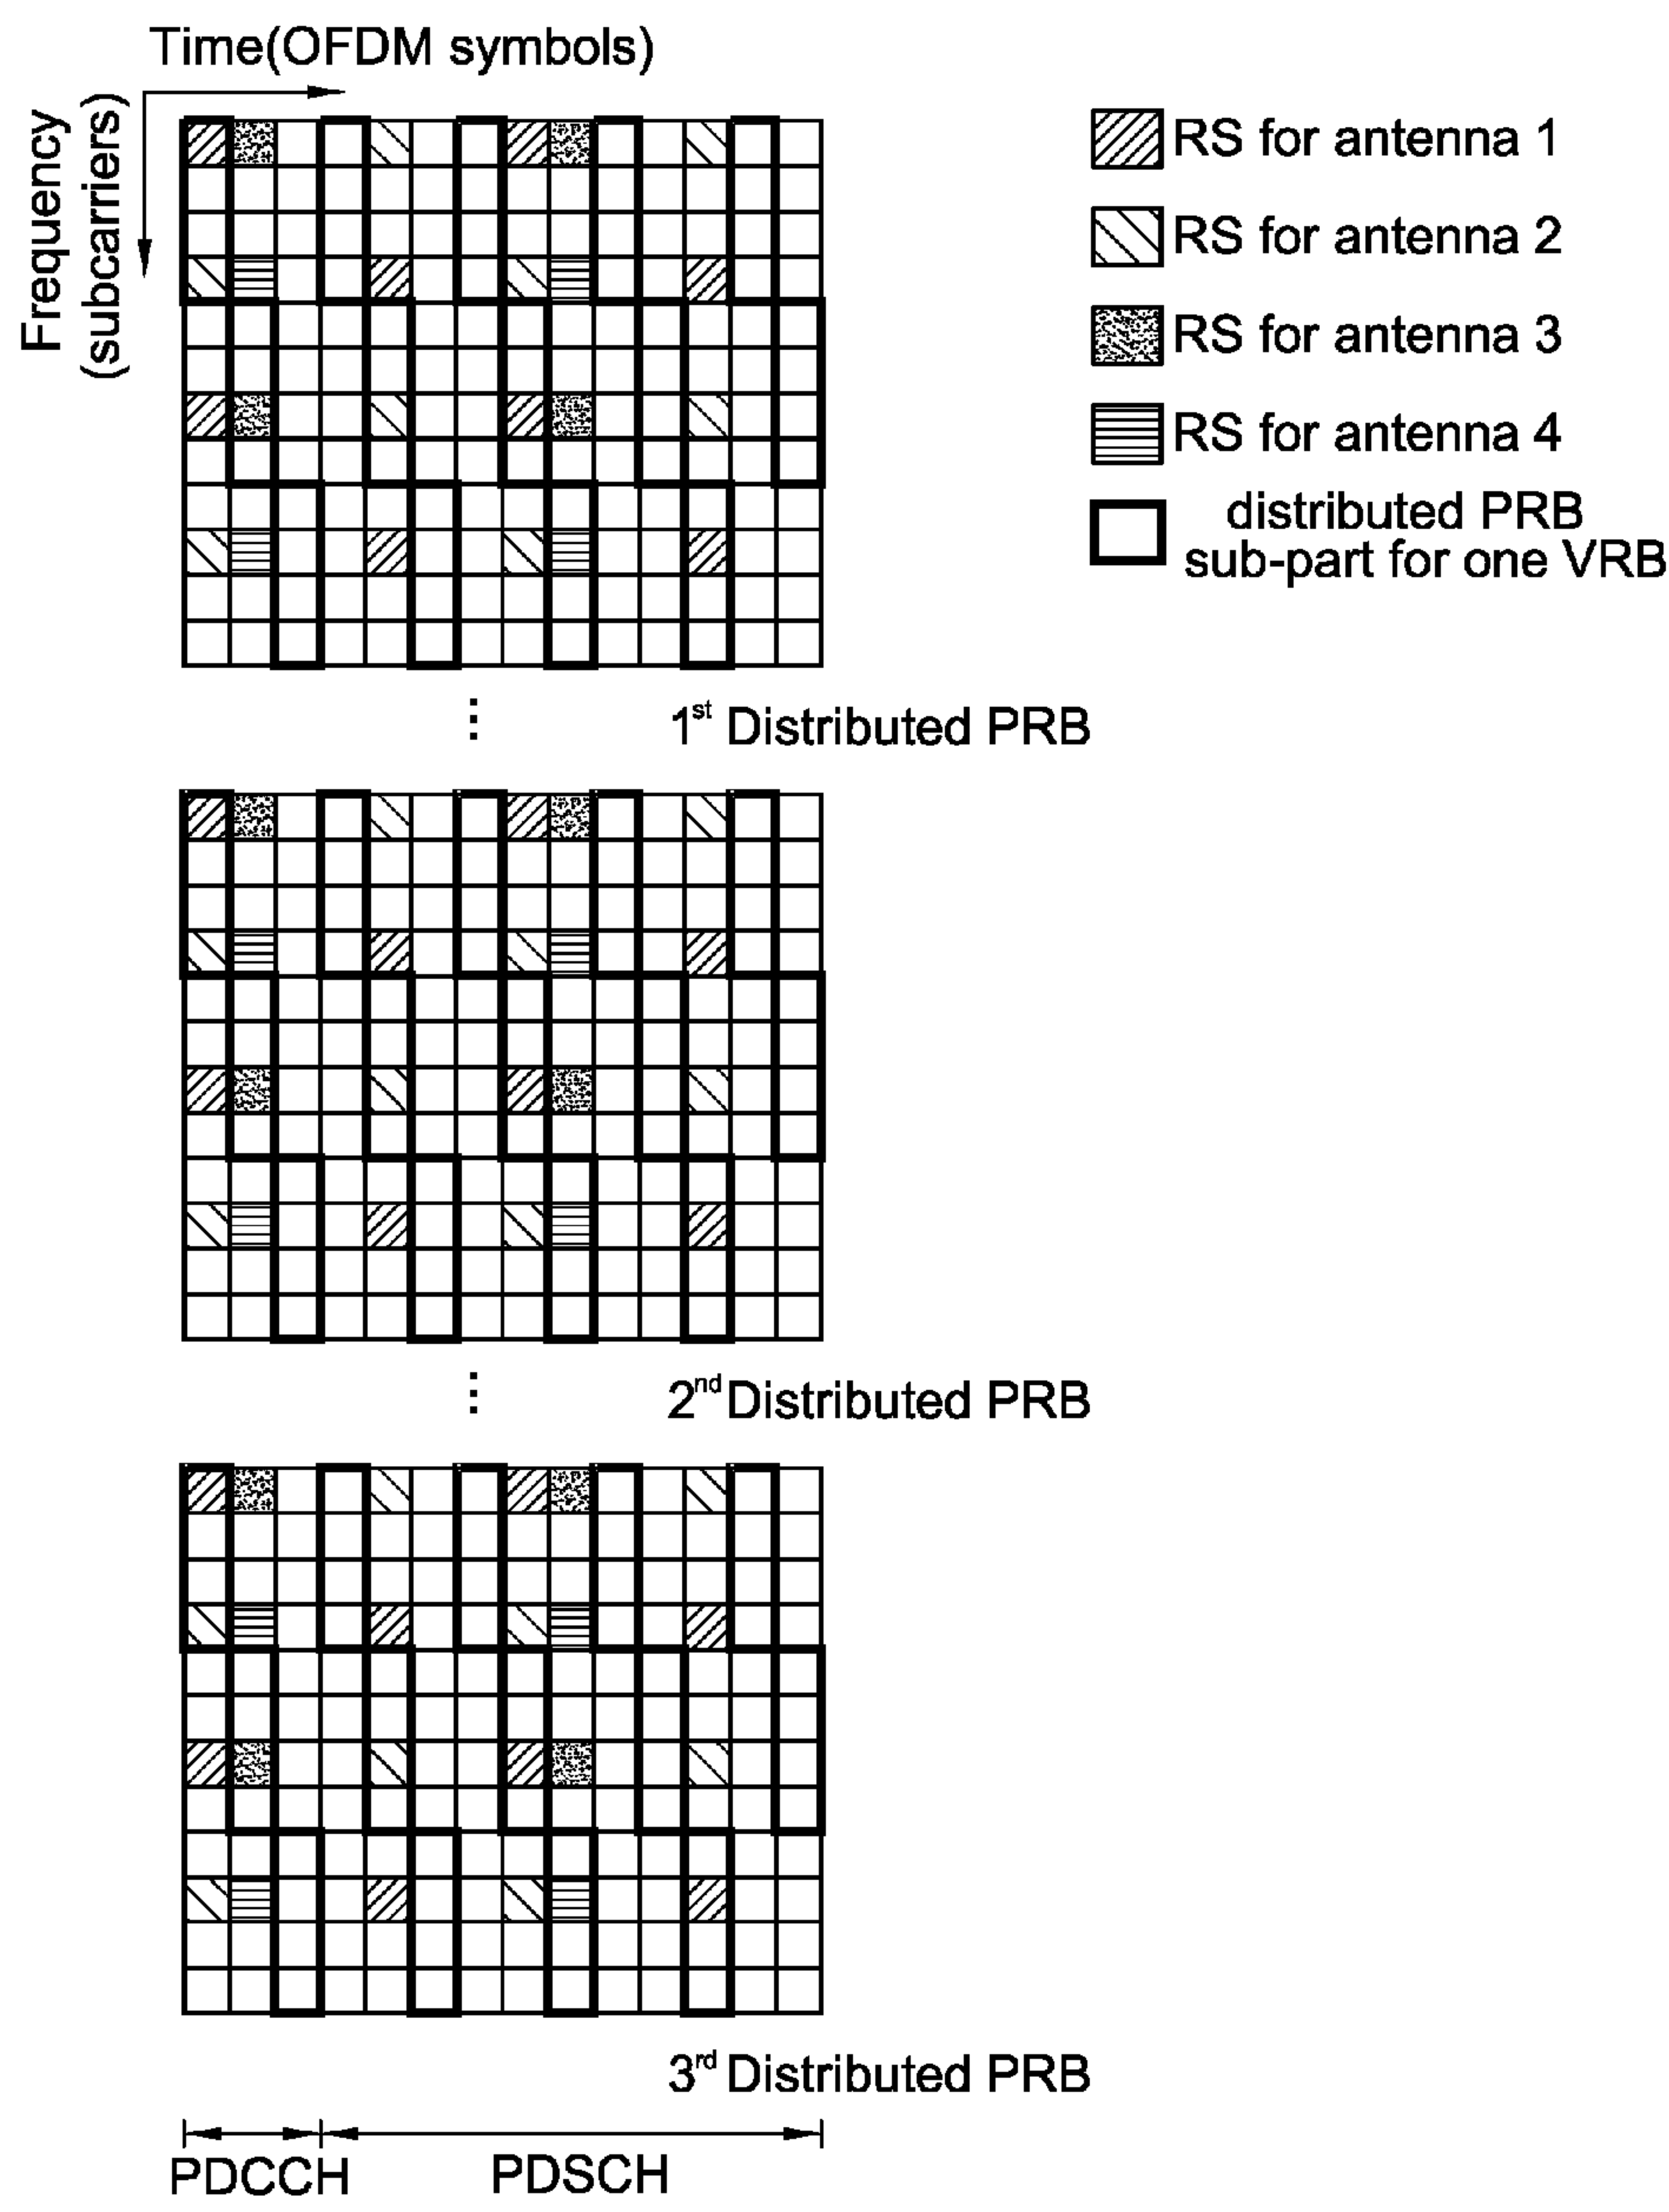 Time(OFDM symbols)
Frequency
(subcarriers)
RS for antenna 1
RS for antenna 2
RS for antenna 3
RS for antenna 4
distributed PRB
sub-part for one VRB
1st Distributed PRB
2nd Distributed PRB
3rd Distributed PRB
PDCCH
PDSCH